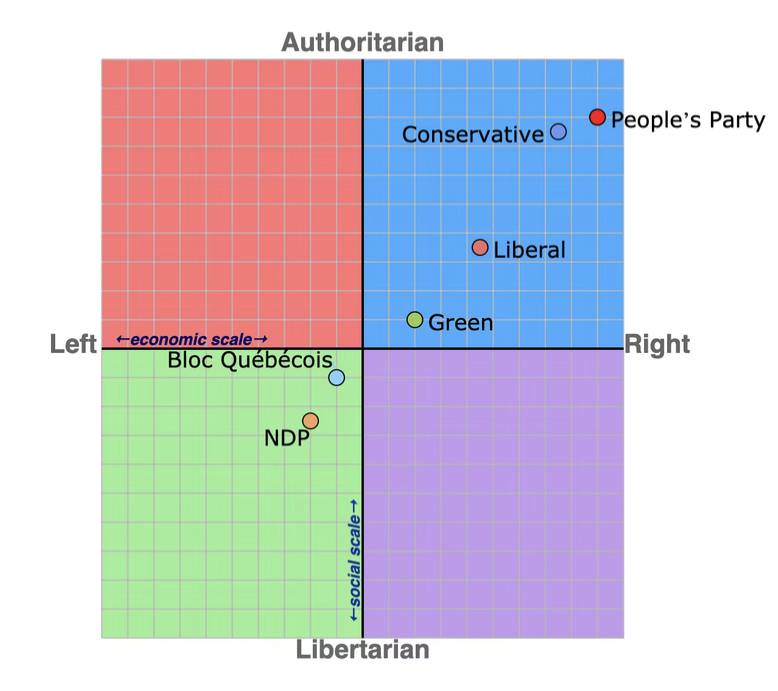 Authoritarian
People’s Party
Conservative
Liberal
Green
←economic scale→
Left
Right
Bloc Québécois
NDP
←social scale→
Libertarian